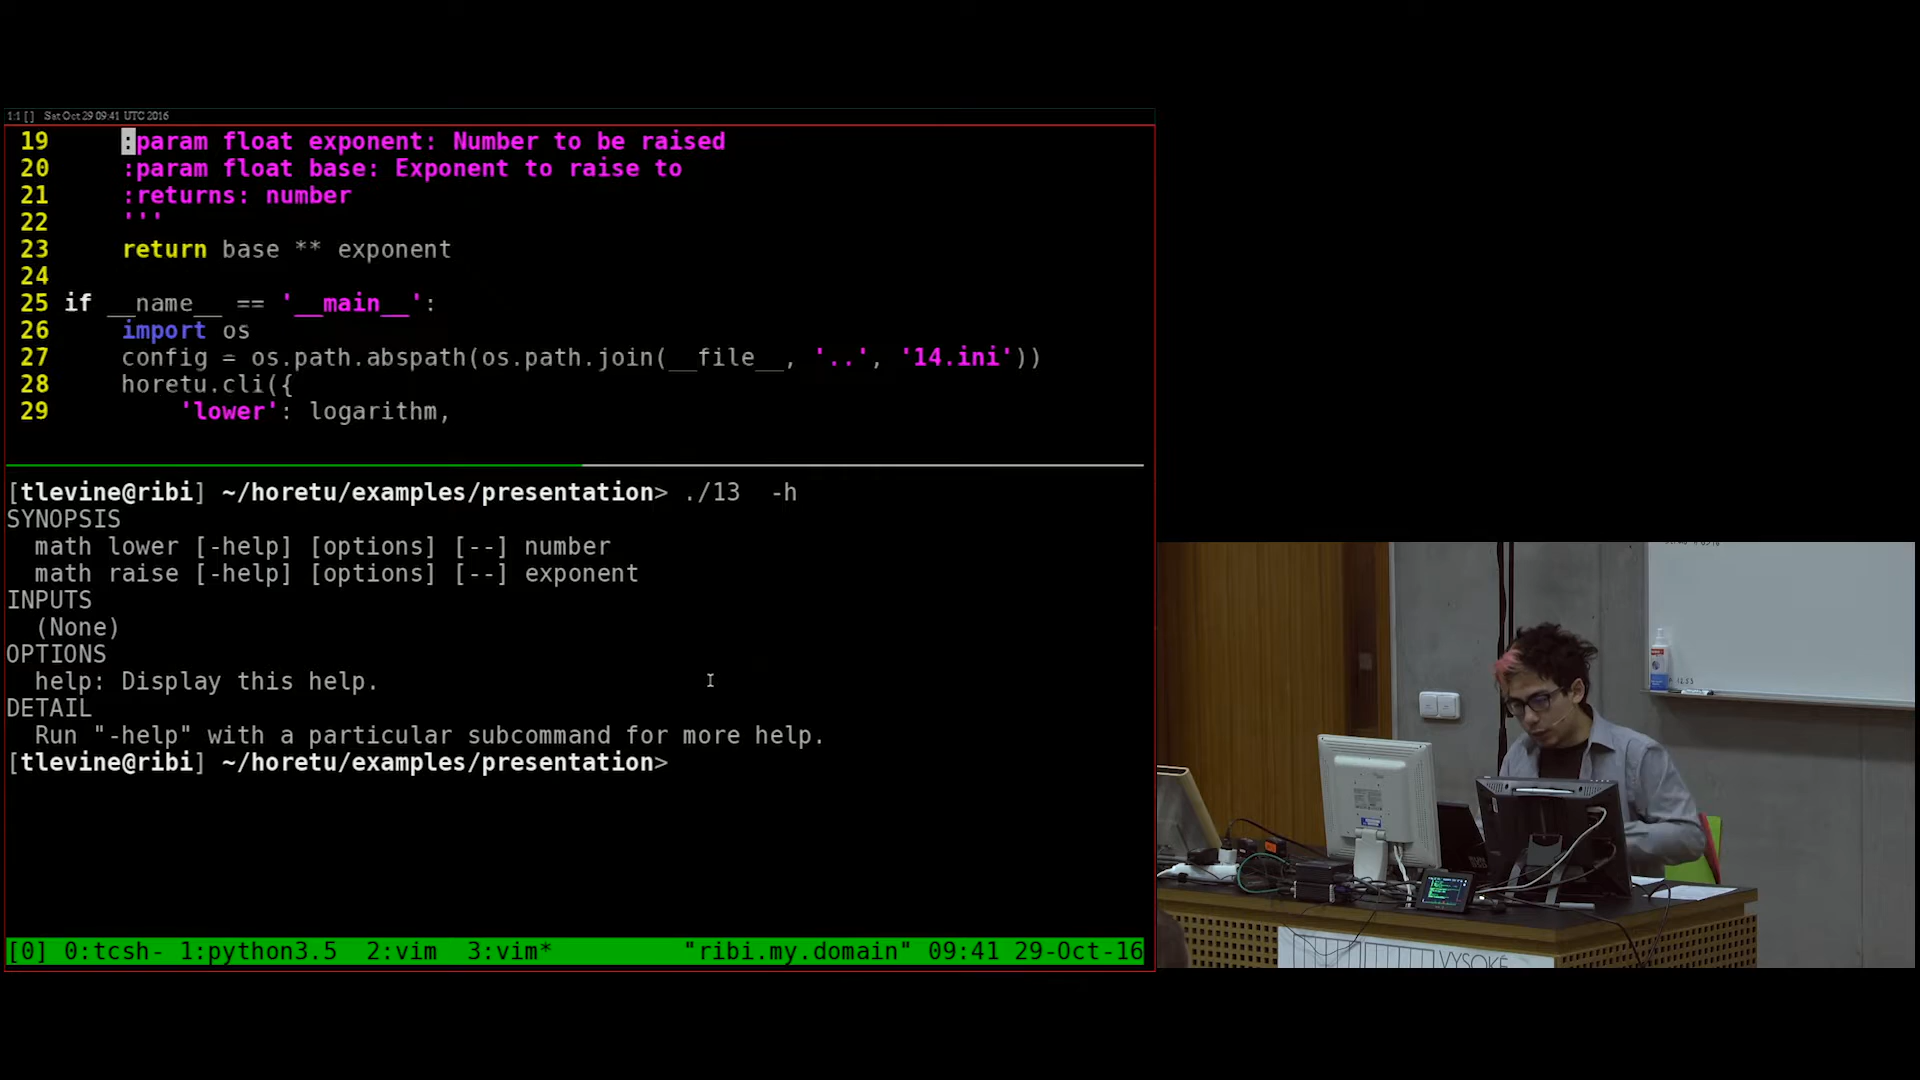 1:1 [ ] Sat Oct 29 09:41 UTC 2016
19 :param float exponent: Number to be raised
20 :param float base: Exponent to raise to
21 :returns: number
22 '''
23 return base ** exponent
24
25 if __name__ == '__main__':
26 import os
27 config = os.path.abspath(os.path.join(__file__, '..', '14.ini'))
28 horetu.cli({
29 'lower': logarithm,
[tlevine@ribi] ~/horetu/examples/presentation> ./13  -h
SYNOPSIS
math lower [-help] [options] [--] number
math raise [-help] [options] [--] exponent
INPUTS
(None)
OPTIONS
help: Display this help.
DETAIL
Run "-help" with a particular subcommand for more help.
[tlevine@ribi] ~/horetu/examples/presentation>
[0] 0:tcsh- 1:python3.5  2:vim  3:vim* "ribi.my.domain" 09:41 29-Oct-16
VYSOKÉ